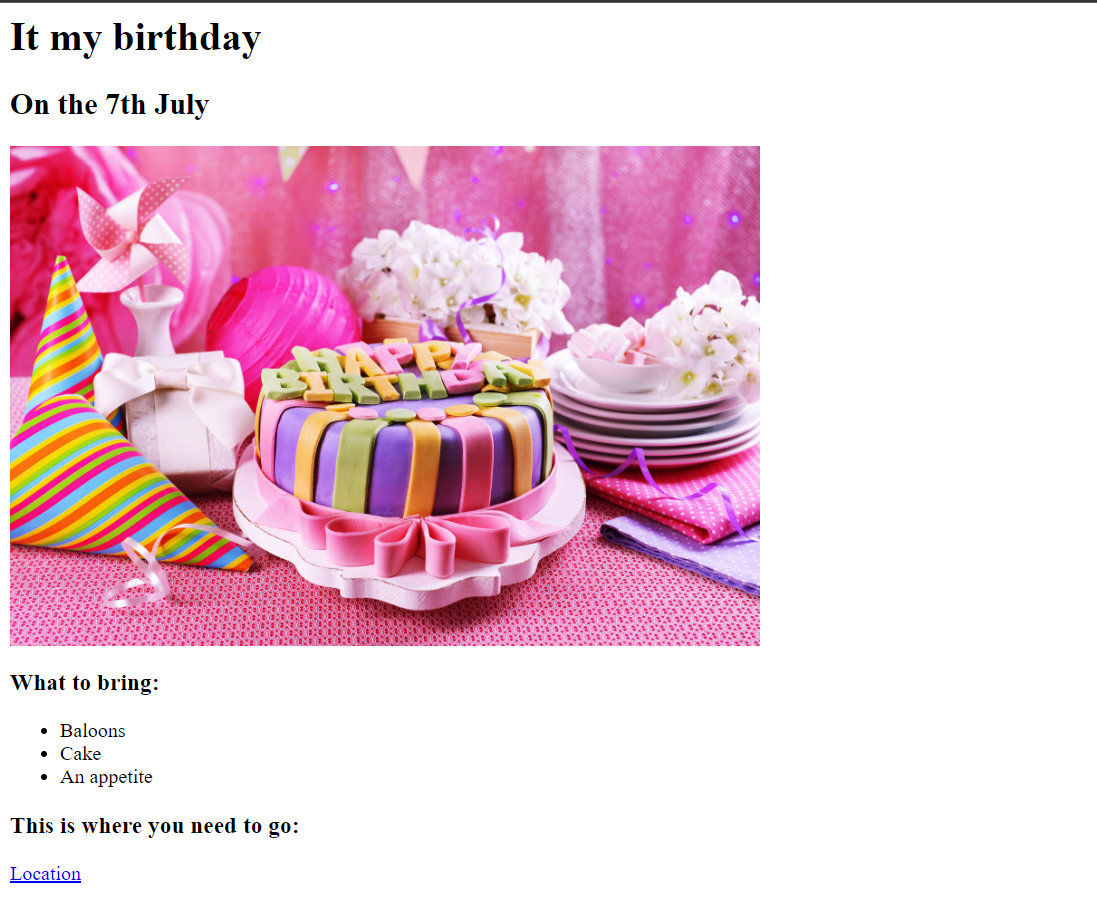 It my birthday
On the 7th July
HAPPY
BIRTHDAY
What to bring:
Baloons
Cake
An appetite
This is where you need to go:
Location